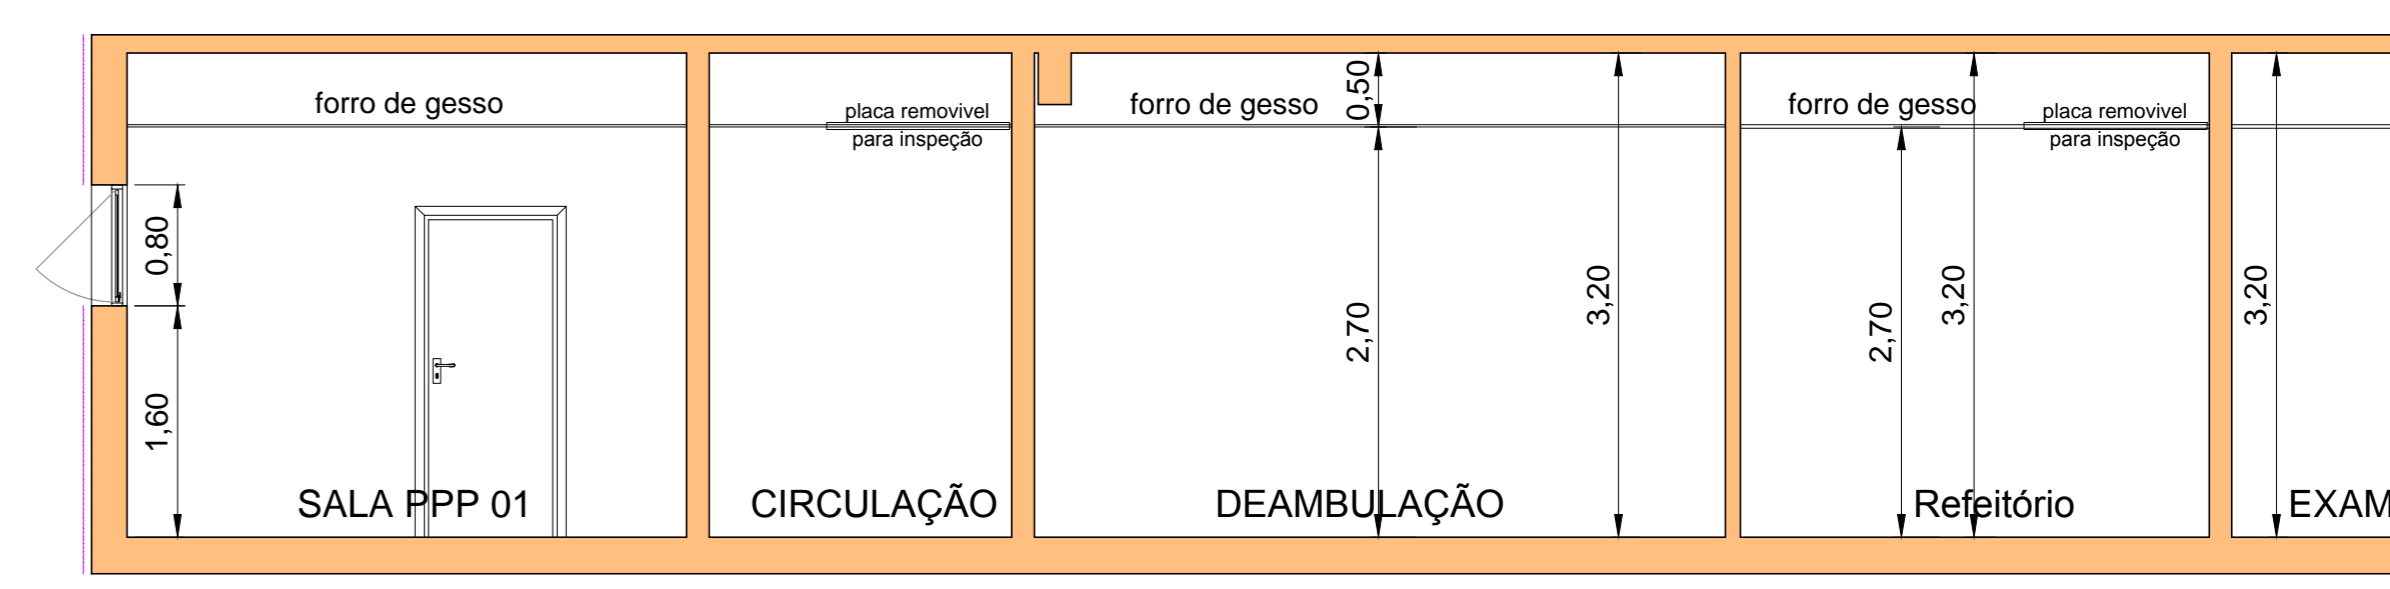 forro de gesso
placa removivel
para inspeção
forro de gesso
0,50
forro de gesso
placa removivel
para inspeção
0,80
1,60
2,70
3,20
2,70
3,20
3,20
SALA PPP 01
CIRCULAÇÃO
DEAMBULAÇÃO
Refeitório
EXAM